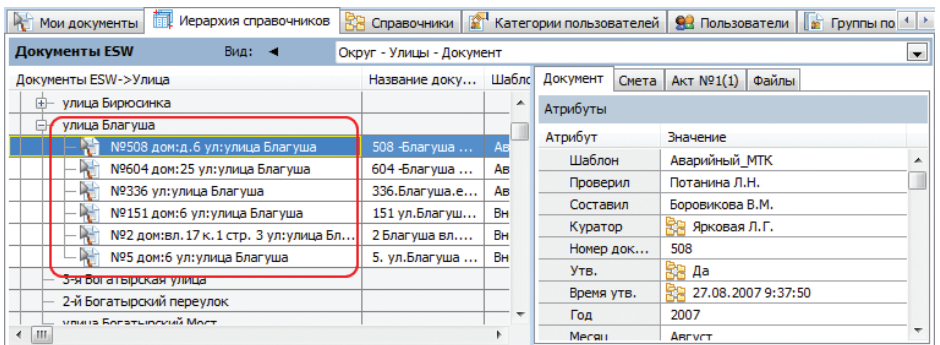 Мои документы Иерархия справочников Справочники Категории пользователей Пользователи Группы по
Документы ESW Вид: Округ - Улицы - Документ
Документы ESW->Улица Название доку... Шабло
улица Бирюсинка
улица Благуша
№508 дом:д.6 ул:улица Благуша 508 -Благуша ... Ав
№604 дом:25 ул:улица Благуша 604 -Благуша ... Ав
№336 ул:улица Благуша 336.Благуша.е... Ав
№151 дом:6 ул:улица Благуша 151 ул.Благуш... Вн
№2 дом:вл.17 к.1 стр. 3 ул:улица Бл... 2 Благуша вл.... Вн
№5 дом:6 ул:улица Благуша 5. ул.Благуша ... Вн
3-я Богатырская улица
2-й Богатырский переулок
улица Богатырский Мост
Документ Смета Акт №1(1) Файлы
Атрибуты
Атрибут Значение
Шаблон Аварийный_МТК
Проверил Потанина Л.Н.
Составил Боровикова В.М.
Куратор Ярковая Л.Г.
Номер док... 508
Утв. Да
Время утв. 27.08.2007 9:37:50
Год 2007
Месяц Август